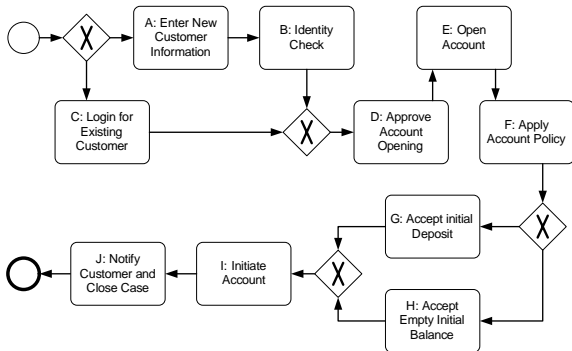 A: Enter New
Customer
Information
B: Identity
Check
E: Open
Account
X
C: Login for
Existing
Customer
X
D: Approve
Account
Opening
F: Apply
Account Policy
G: Accept initial
Deposit
X
J: Notify
Customer and
Close Case
I: Initiate
Account
X
H: Accept
Empty Initial
Balance